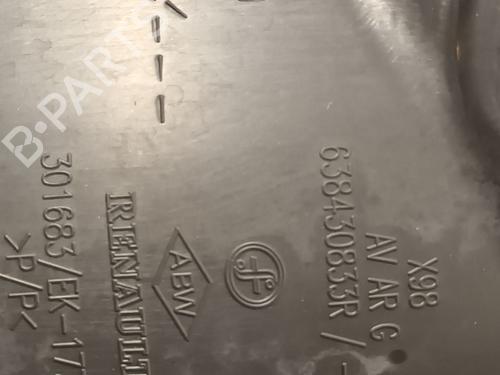 X98
AV AR G
638430833R / -
ABW
RENAULT
301683/EK-17
>P/P<
B-PARTS